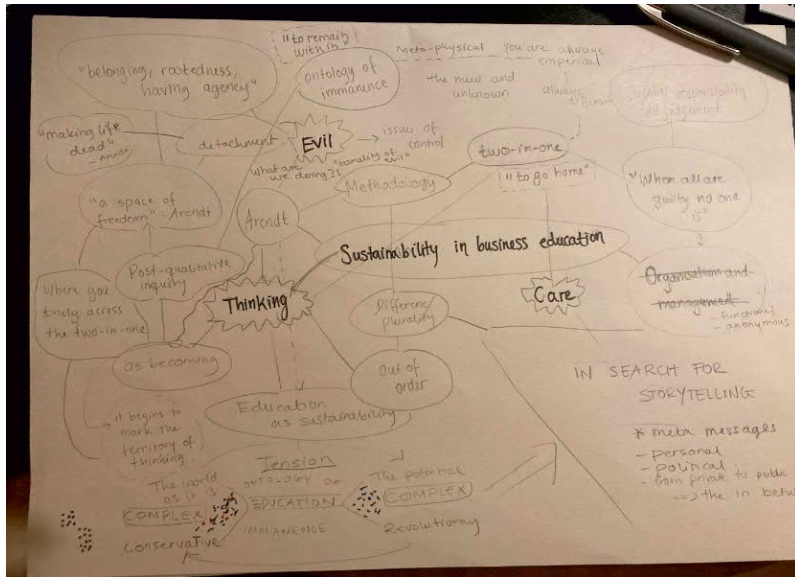 "to remain
within"
Meta-physical
you are always
empirical
"belonging, rootedness,
having agency"
ontology of
immanence
the new and
unknown
always
"making life
dead"
- Arendt
detachment
Evil
issues of
control
two-in-one
What are
we doing?!
"banality of
evil"
Methodology
"to go home"
"When all are
guilty no one
is"
"a space of
freedom" - Arendt
Arendt
Sustainability in business education
Post-qualitative
inquiry
Where you
truly access
the two-in-one
Thinking
Care
Organisation and
management
- functional
- anonymous
plurality
as becoming
out of
order
IN SEARCH FOR
STORYTELLING
Education
as sustainability
it begins to
mark the
territory of
thinking
* meta messages
- personal
- political
- from private to public
=> the in betw
Tension
The world
as it is
COMPLEX
Conservative
ONTOLOGY OF
EDUCATION
IMMANENCE
The potential
COMPLEX
Revolutionary